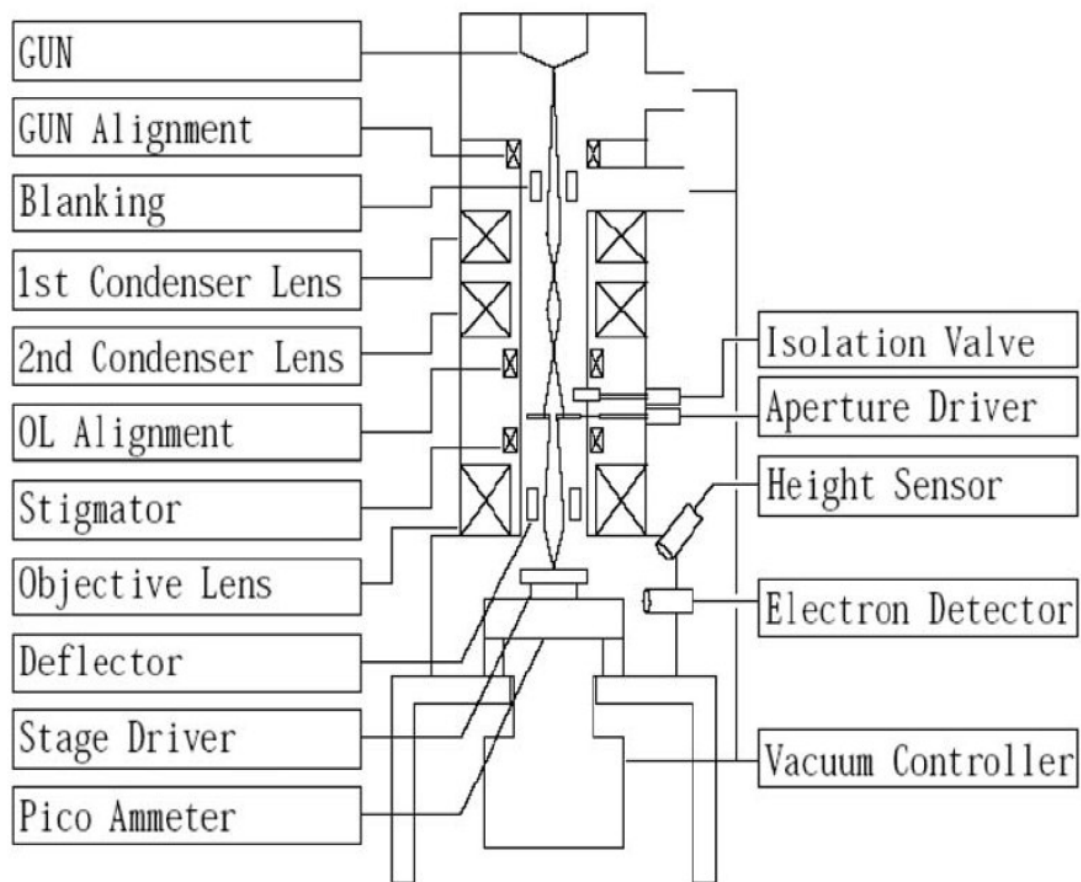 GUN
GUN Alignment
Blanking
1st Condenser Lens
2nd Condenser Lens
OL Alignment
Stigmator
Objective Lens
Deflector
Stage Driver
Pico Ammeter
Isolation Valve
Aperture Driver
Height Sensor
Electron Detector
Vacuum Controller